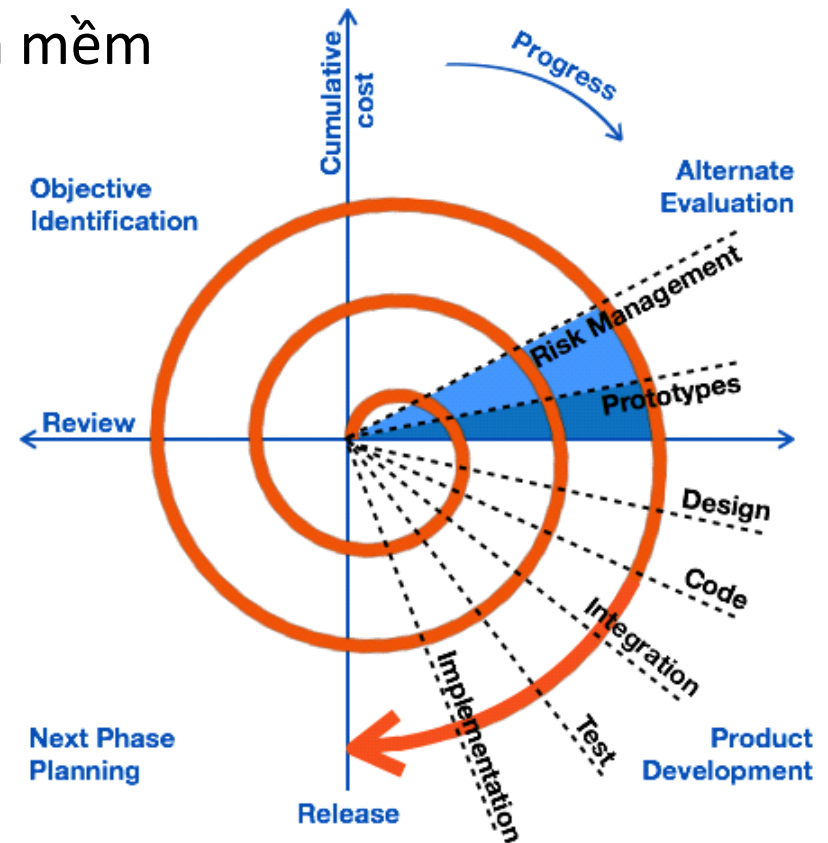 mềm
Cumulative
cost
Progress
Objective
Identification
Alternate
Evaluation
Risk Management
Prototypes
Review
Design
Code
Integration
Test
Implementation
Next Phase
Planning
Product
Development
Release